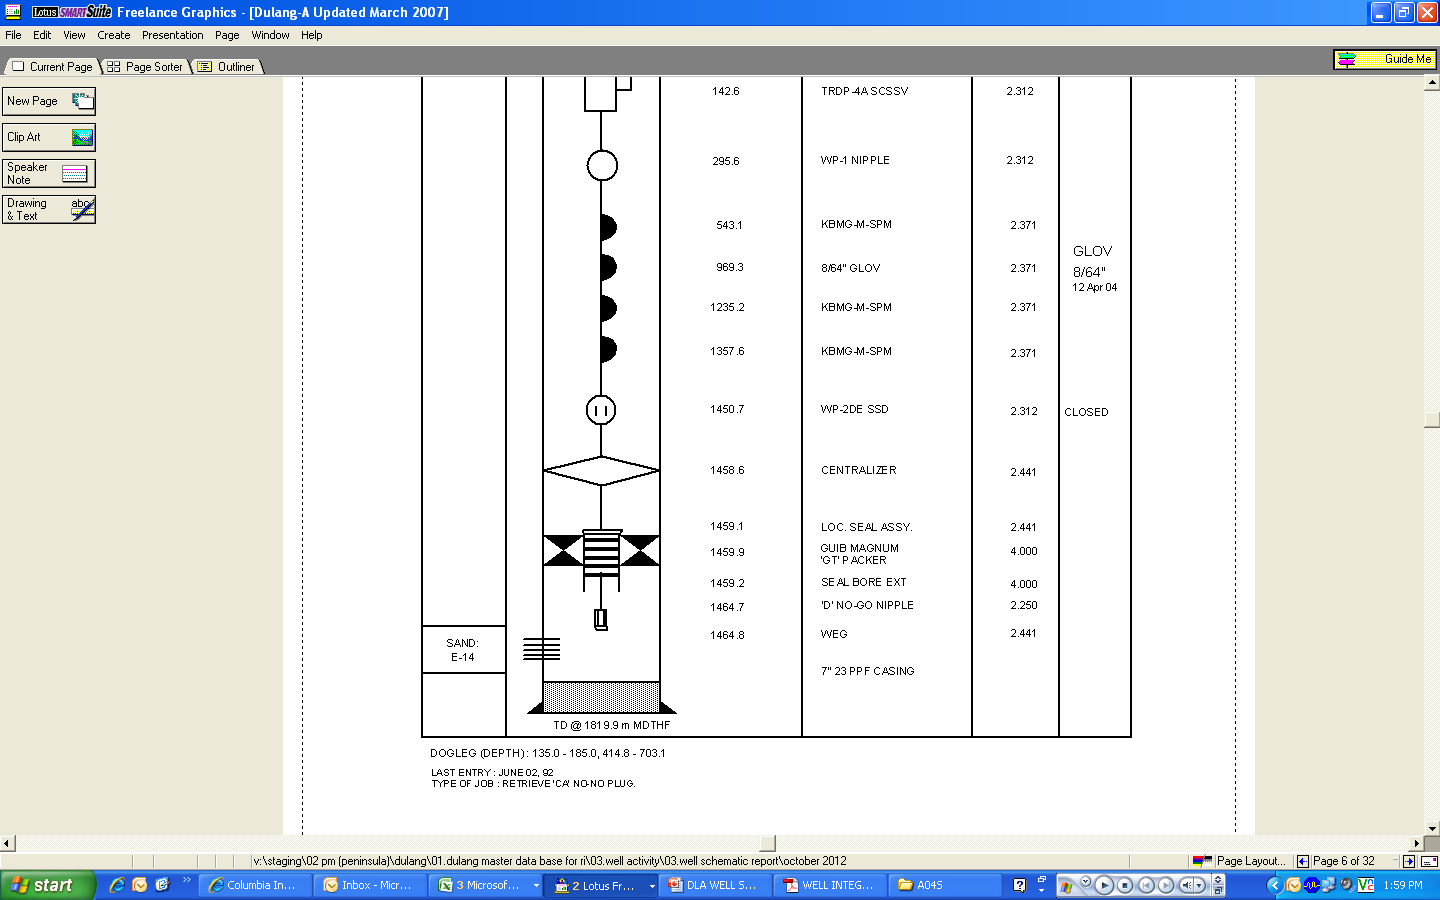 Lotus SMARTSuite Freelance Graphics - [Dulang-A Updated March 2007]
File Edit View Create Presentation Page Window Help
Current Page Page Sorter Outliner Guide Me
New Page
Clip Art
Speaker
Note
Drawing
& Text
abc
142.6 TRDP-4A SCSSV 2.312
295.6 WP-1 NIPPLE 2.312
543.1 KBMG-M-SPM 2.371
GLOV
969.3 8/64" GLOV 2.371 8/64"
12 Apr 04
1235.2 KBMG-M-SPM 2.371
1357.6 KBMG-M-SPM 2.371
1450.7 WP-2DE SSD 2.312 CLOSED
1458.6 CENTRALIZER 2.441
1459.1 LOC. SEAL ASSY. 2.441
1459.9 GUIB MAGNUM 4.000
'GT' PACKER
1459.2 SEAL BORE EXT 4.000
1464.7 'D' NO-GO NIPPLE 2.250
1464.8 WEG 2.441
SAND:
E-14
7" 23 PPF CASING
TD @ 1819.9 m MDTHF
DOGLEG (DEPTH) : 135.0 - 185.0, 414.8 - 703.1
LAST ENTRY : JUNE 02, 92
TYPE OF JOB : RETRIEVE 'CA' NO-NO PLUG.
v:\staging\02 pm (peninsula)\dulang\01.dulang master data base for ri\03.well activity\03.well schematic report\october 2012 Page Layout... Page 6 of 32
start Columbia In... Inbox - Micr... 3 Microsof... 2 Lotus Fr... DLA WELL S... WELL INTEG... A04S 1:59 PM